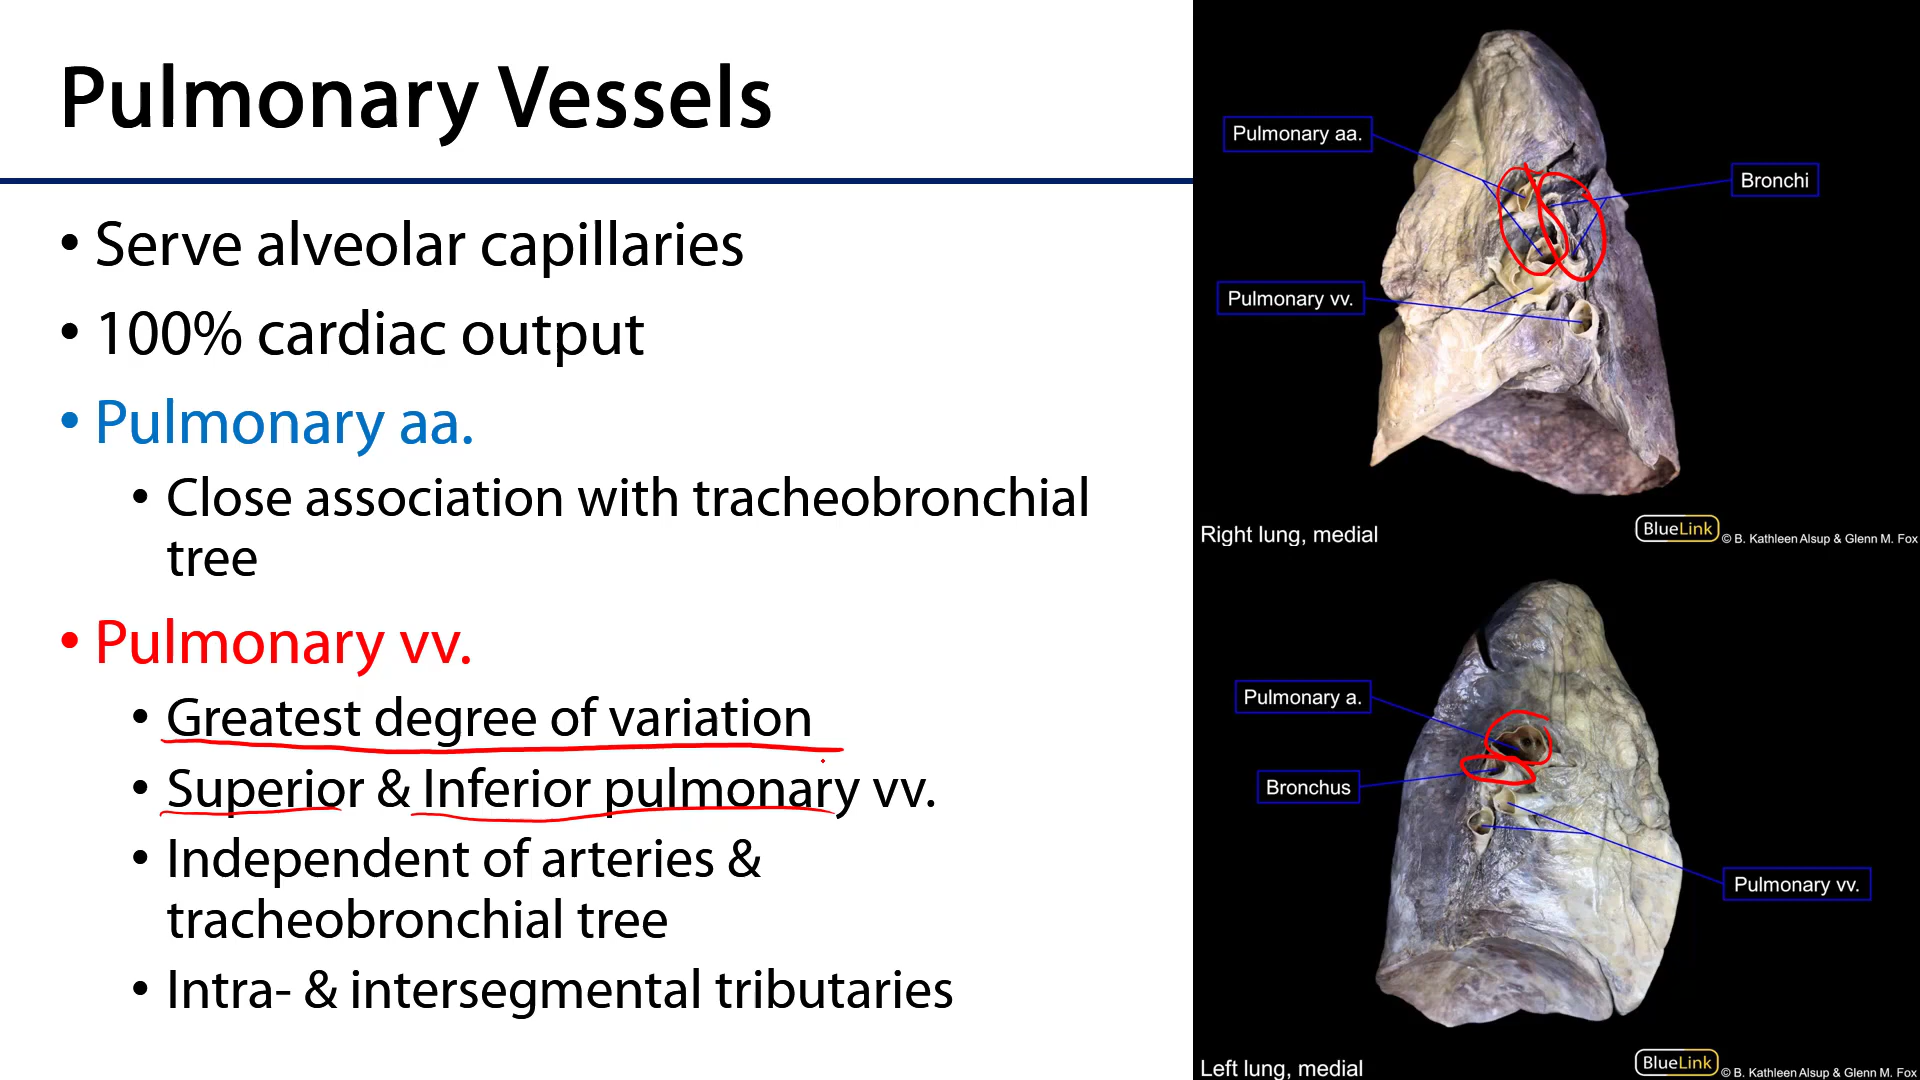 Pulmonary Vessels
• Serve alveolar capillaries
• 100% cardiac output
• Pulmonary aa.
• Close association with tracheobronchial
tree
• Pulmonary vv.
• Greatest degree of variation
• Superior & Inferior pulmonary vv.
• Independent of arteries &
tracheobronchial tree
• Intra- & intersegmental tributaries
Pulmonary aa.
Bronchi
Pulmonary vv.
Right lung, medial
BlueLink © B. Kathleen Alsup & Glenn M. Fox
Pulmonary a.
Bronchus
Pulmonary vv.
Left lung, medial
BlueLink © B. Kathleen Alsup & Glenn M. Fox